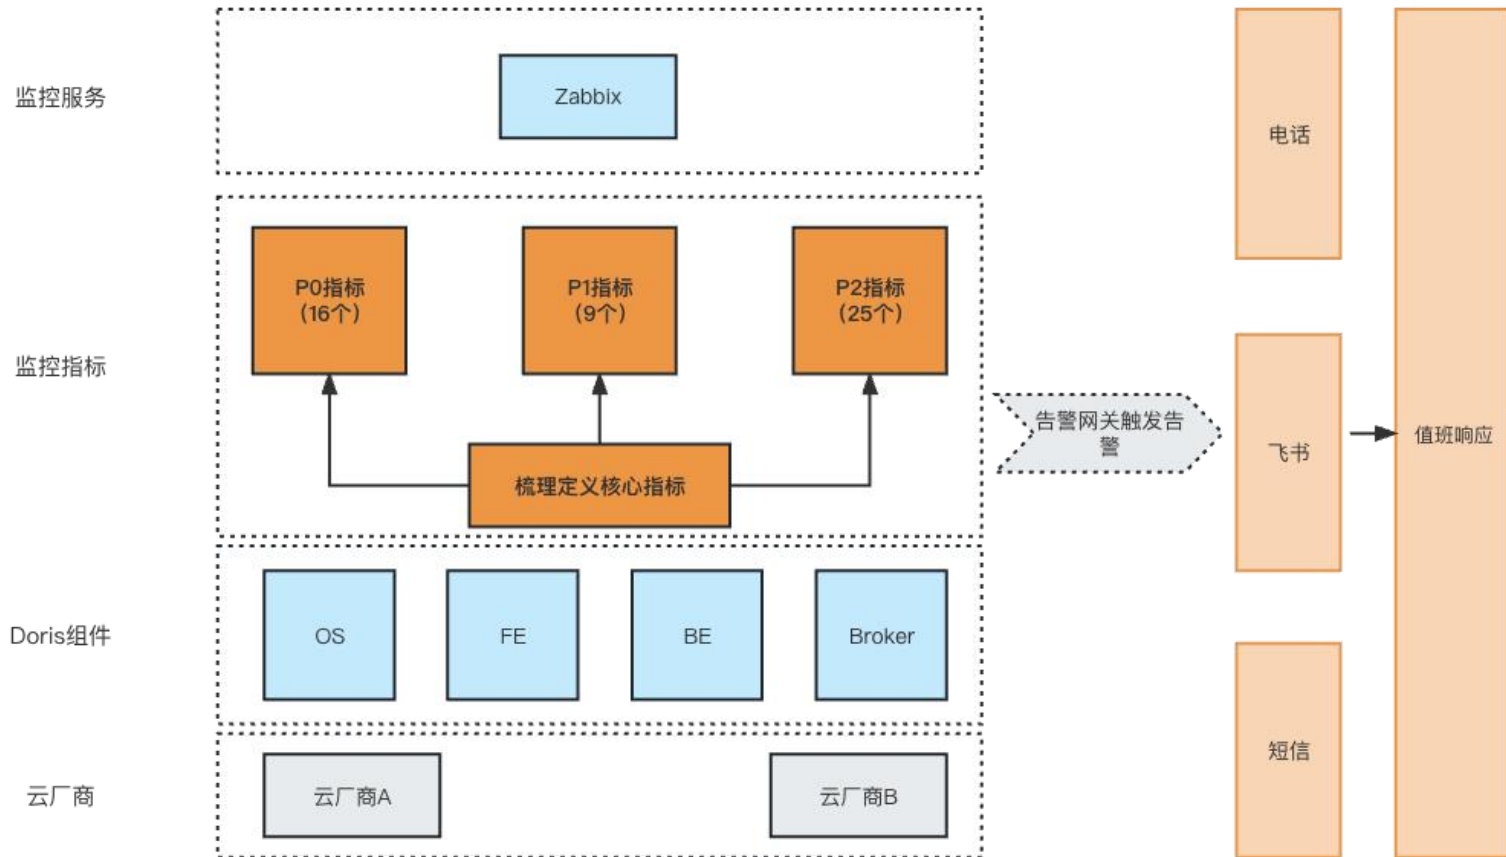 监控服务
Zabbix
电话
P0指标
（16个）
P1指标
（9个）
P2指标
（25个）
监控指标
告警网关触发告
警
飞书
值班响应
梳理定义核心指标
Doris组件
OS
FE
BE
Broker
短信
云厂商
云厂商A
云厂商B